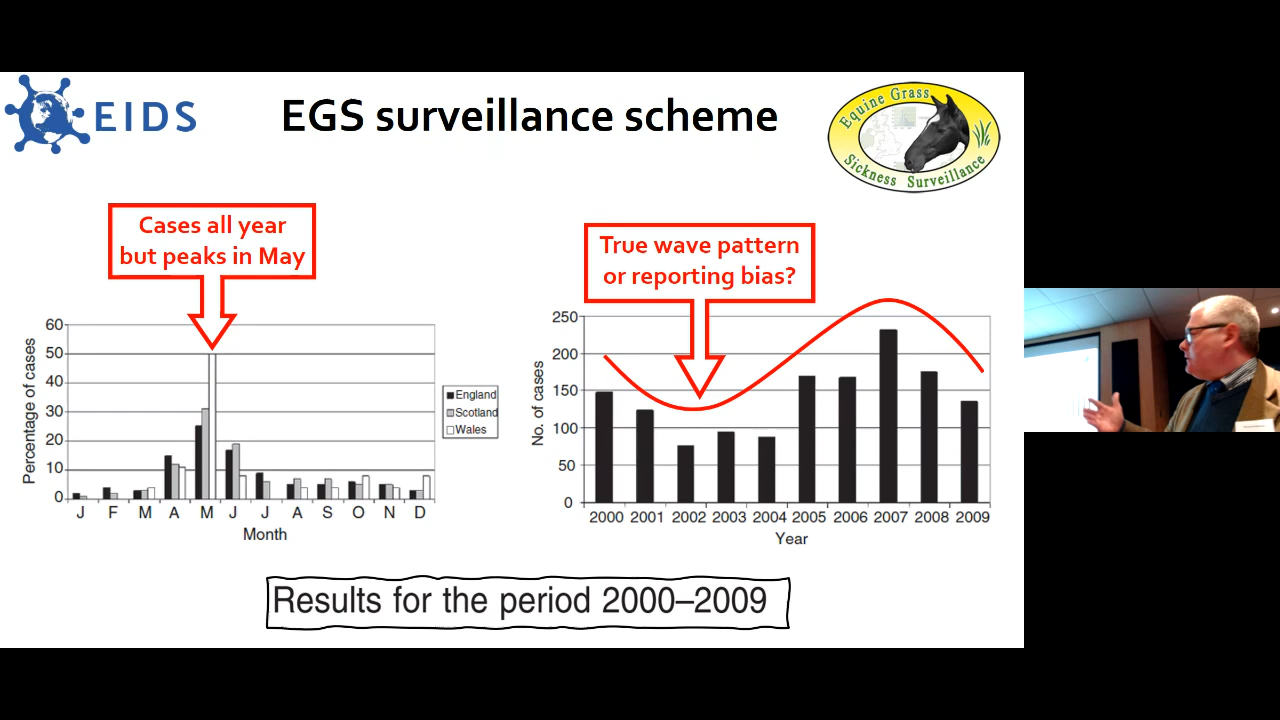 EIDS
EGS surveillance scheme
Equine Grass
Sickness Surveillance
Cases all year
but peaks in May
True wave pattern
or reporting bias?
Percentage of cases
60
50
40
30
20
10
0
J F M A M J J A S O N D
Month
England
Scotland
Wales
No. of cases
250
200
150
100
50
0
2000 2001 2002 2003 2004 2005 2006 2007 2008 2009
Year
Results for the period 2000–2009